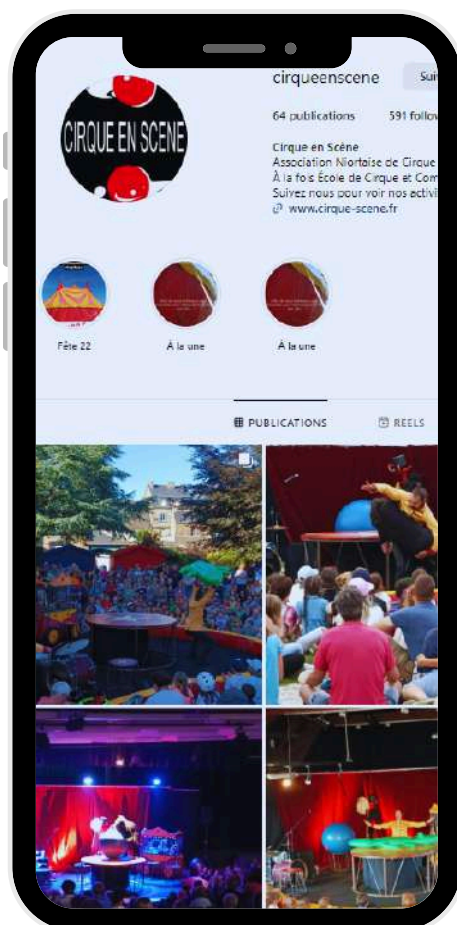 cirqueenscene
Sui
64 publications 591 follow
CIRQUE EN SCENE
Cirque en Scène
Association Niortaise de Cirque
À la fois École de Cirque et Com
Suivez nous pour voir nos activi
www.cirque-scene.fr
Fête 22
À la une
À la une
PUBLICATIONS
REELS